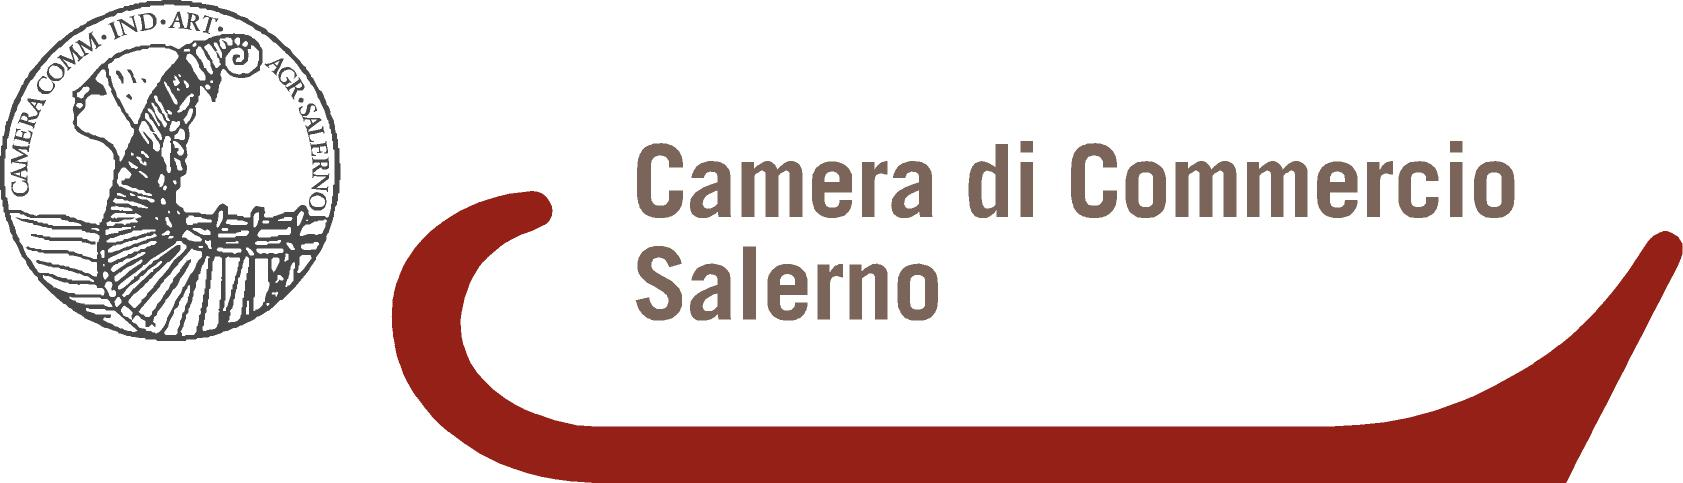 CAMERA COMM · IND · ART · AGR · SALERNO
Camera di Commercio
Salerno